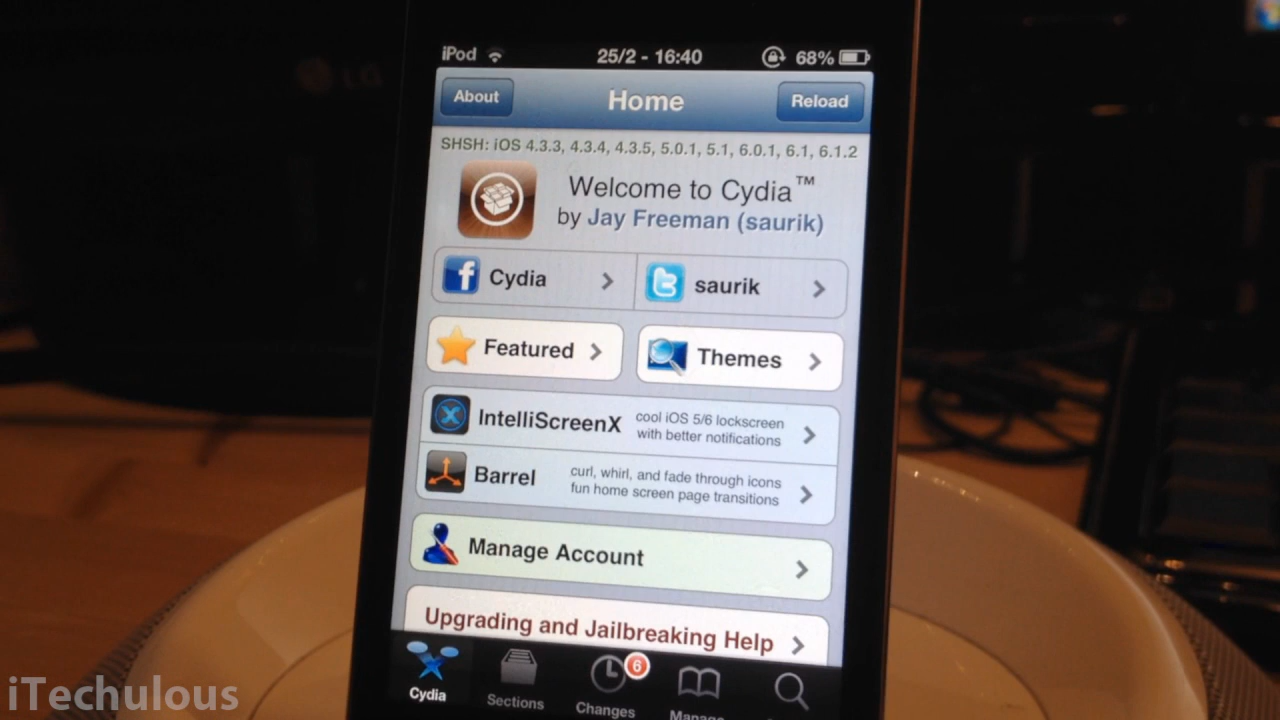 iPod 25/2 - 16:40 68%
About Home Reload
SHSH: iOS 4.3.3, 4.3.4, 4.3.5, 5.0.1, 5.1, 6.0.1, 6.1, 6.1.2
Welcome to Cydia™
by Jay Freeman (saurik)
Cydia saurik
Featured Themes
IntelliScreenX cool iOS 5/6 lockscreen
with better notifications
Barrel curl, whirl, and fade through icons
fun home screen page transitions
Manage Account
Upgrading and Jailbreaking Help
6
Cydia Sections Changes Manage
LG
iTechulous